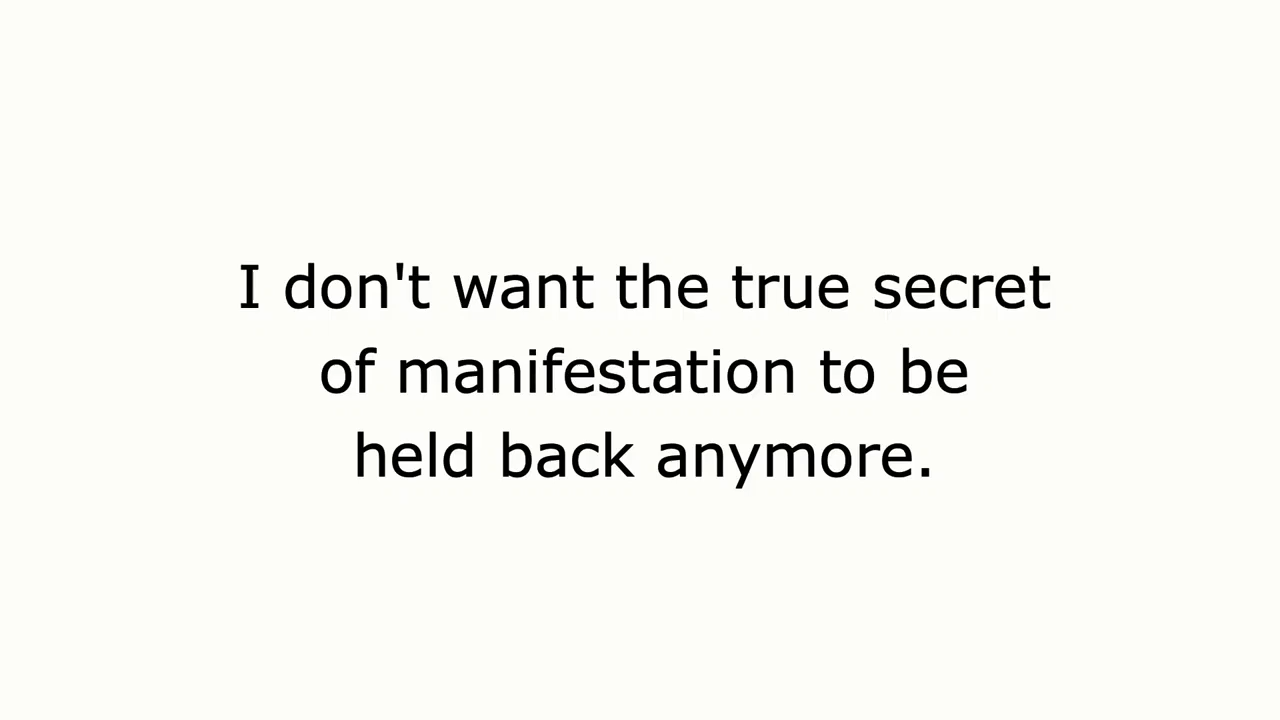 I don't want the true secret
of manifestation to be
held back anymore.